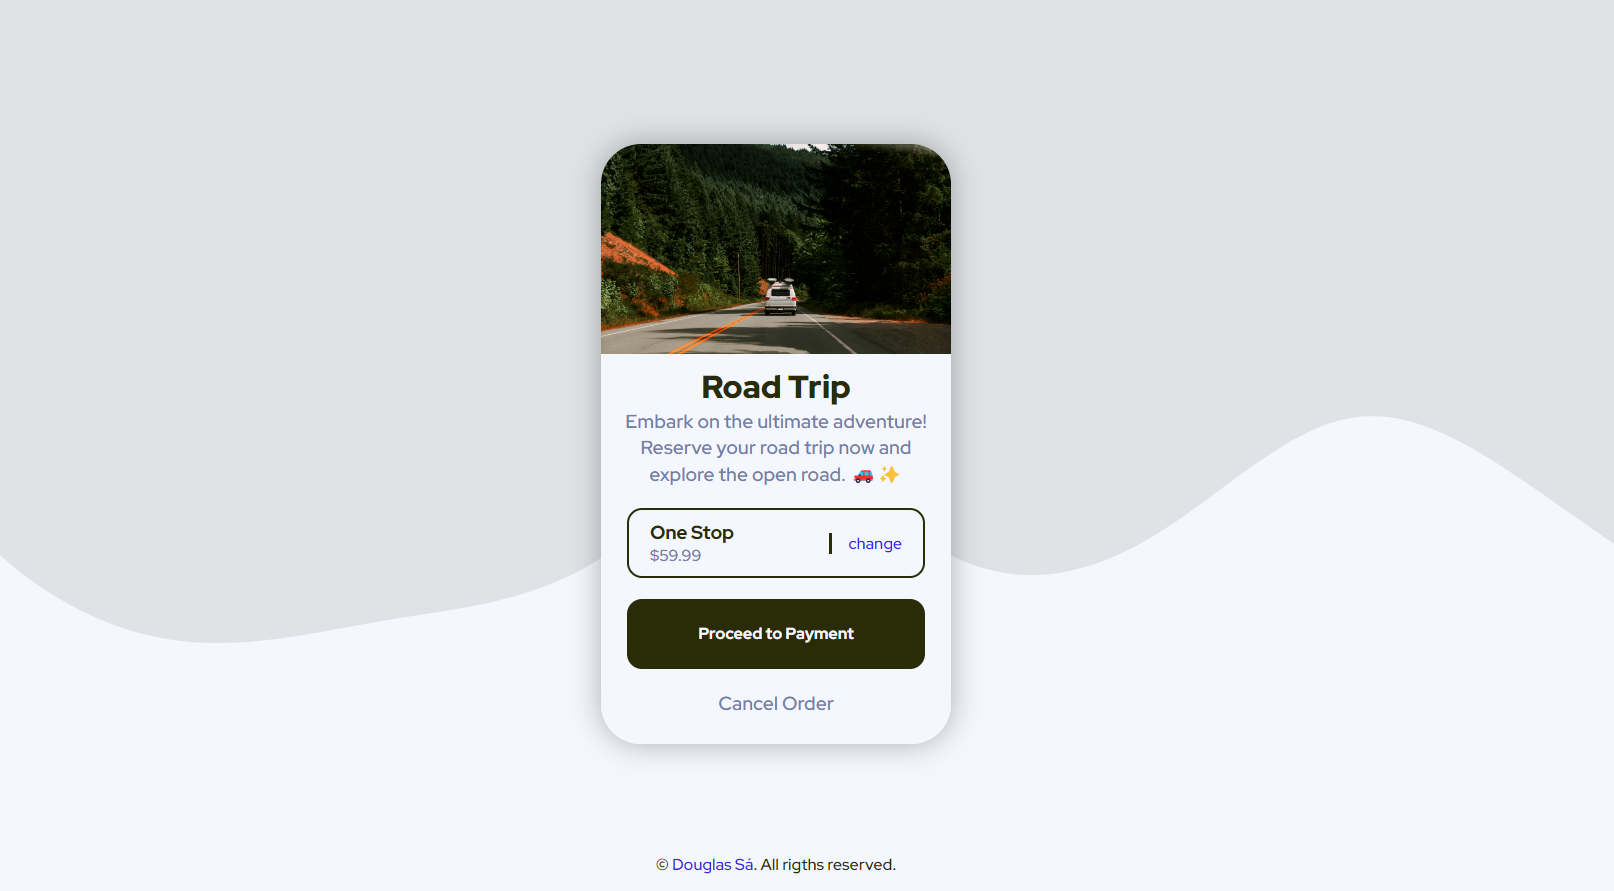 Road Trip
Embark on the ultimate adventure!
Reserve your road trip now and
explore the open road. 🚗 ✨
One Stop
$59.99
change
Proceed to Payment
Cancel Order
© Douglas Sá. All rigths reserved.